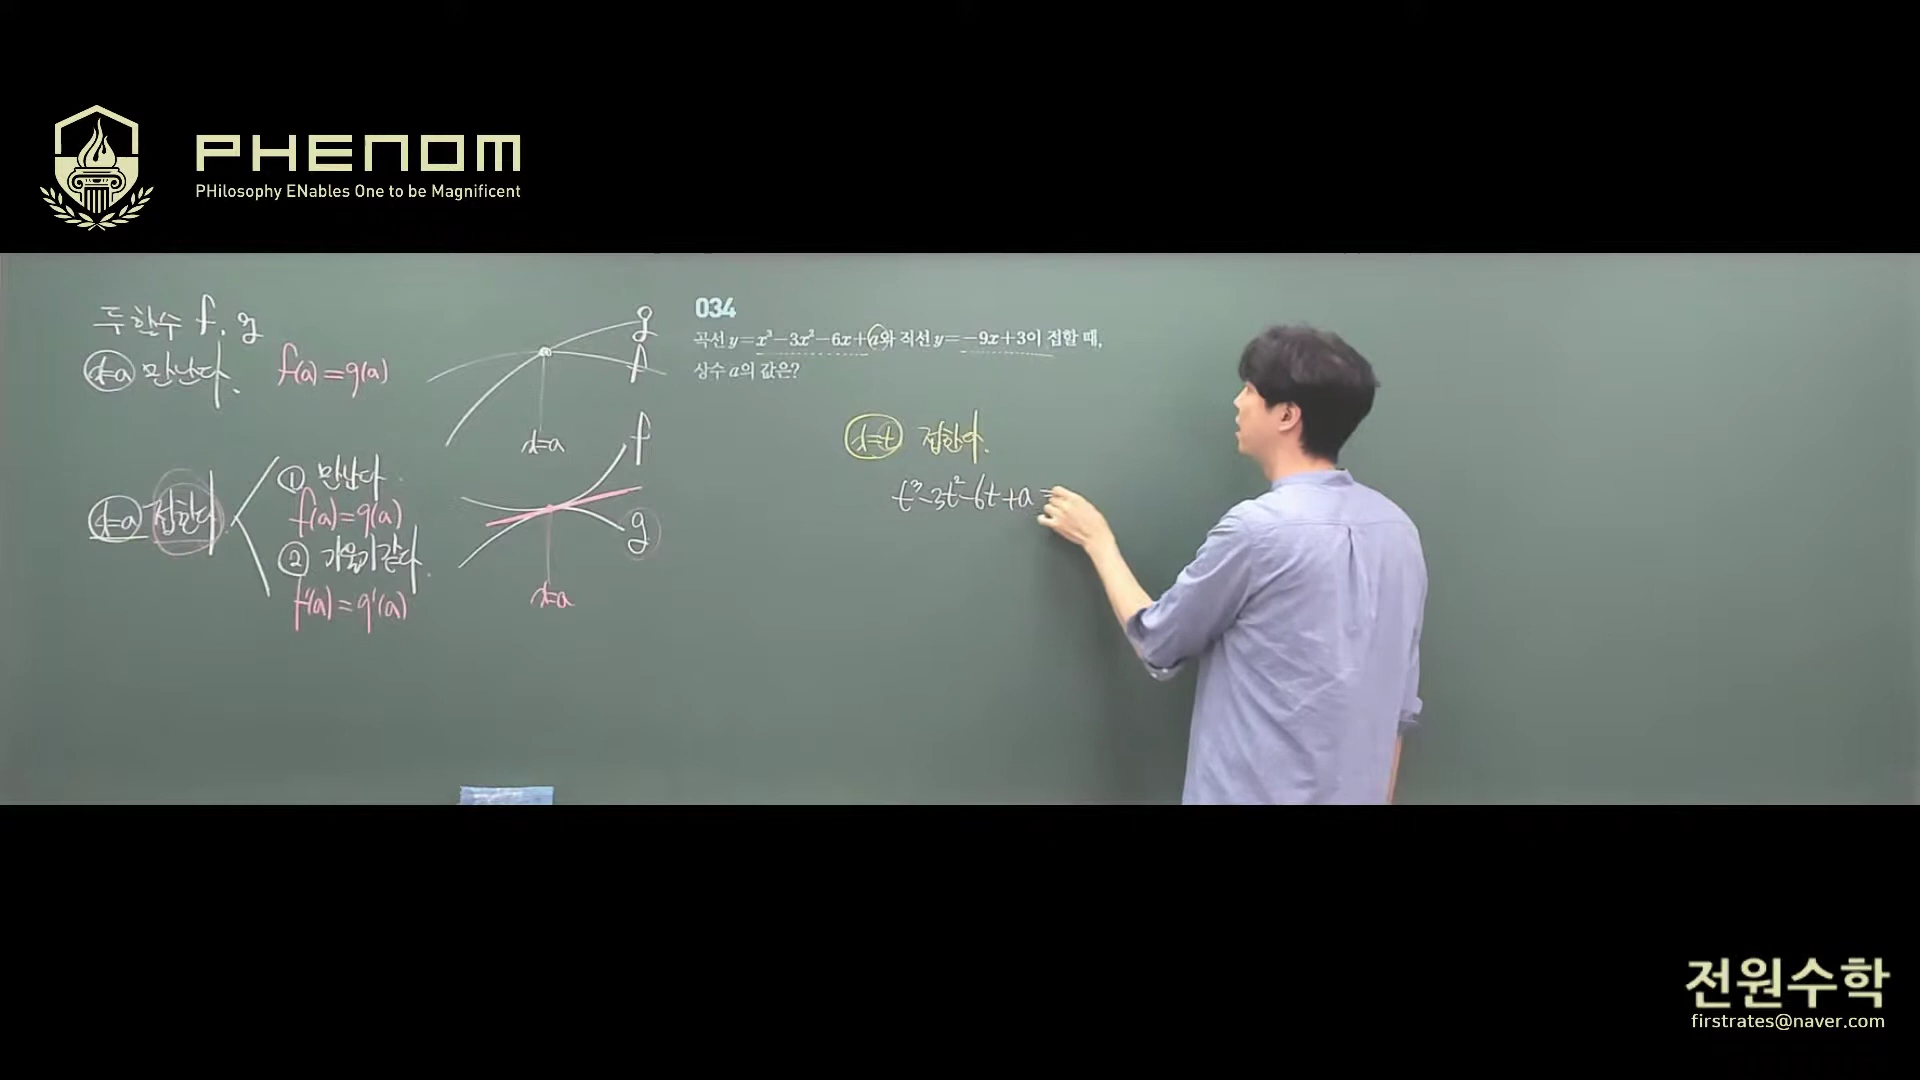 PHENOM
PHilosophy ENables One to be Magnificent
두 함수 f, g
x=a 만난다. f(a)=g(a)
g
f
x=a
x=a 접한다
① 만난다.
f(a)=g(a)
② 기울기 같다.
f'(a)=g'(a)
f
g
x=a
034
곡선 y=x³-3x²-6x+a와 직선 y=-9x+3이 접할 때,
상수 a의 값은?
x=t 접한다.
t³-3t²-6t+a=
전원수학
firstrates@naver.com